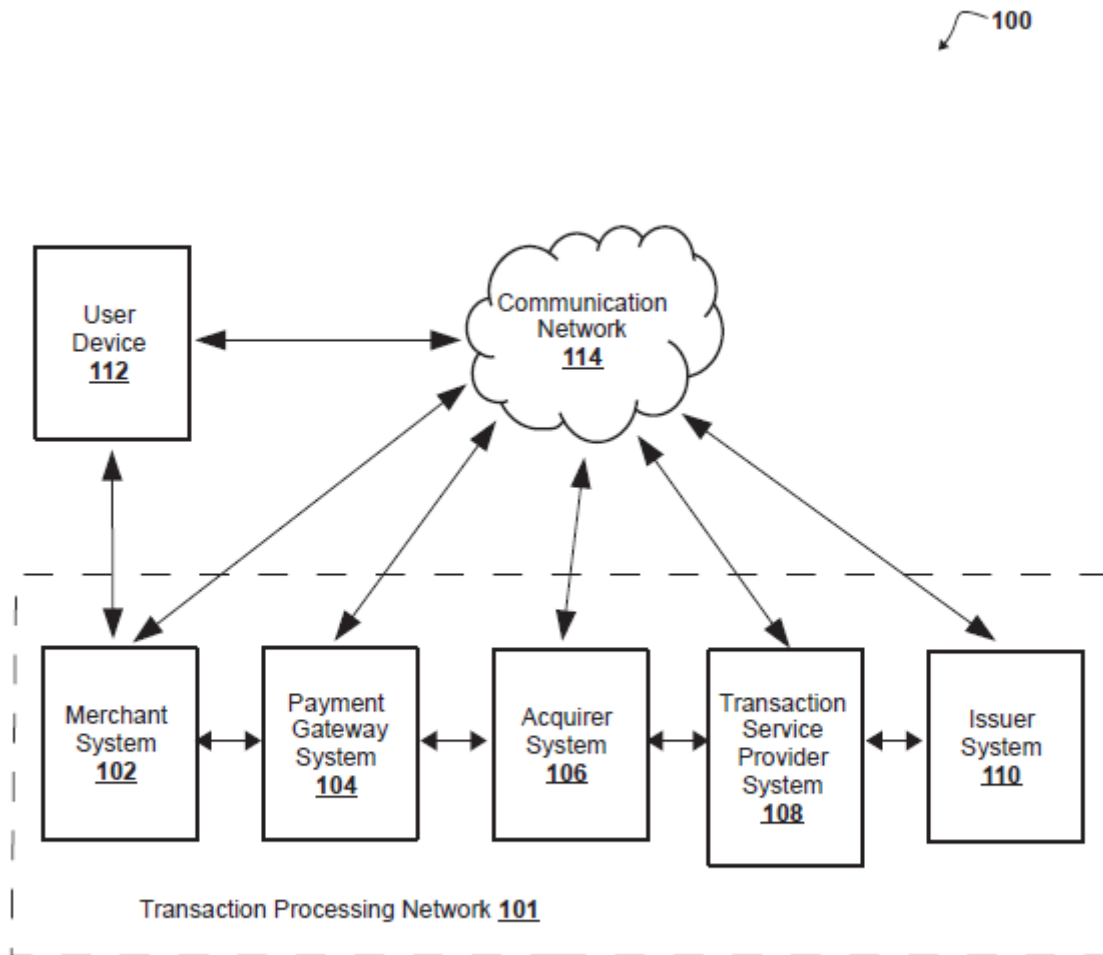 100
User
Device
112
Communication
Network
114
Merchant
System
102
Payment
Gateway
System
104
Acquirer
System
106
Transaction
Service
Provider
System
108
Issuer
System
110
Transaction Processing Network 101